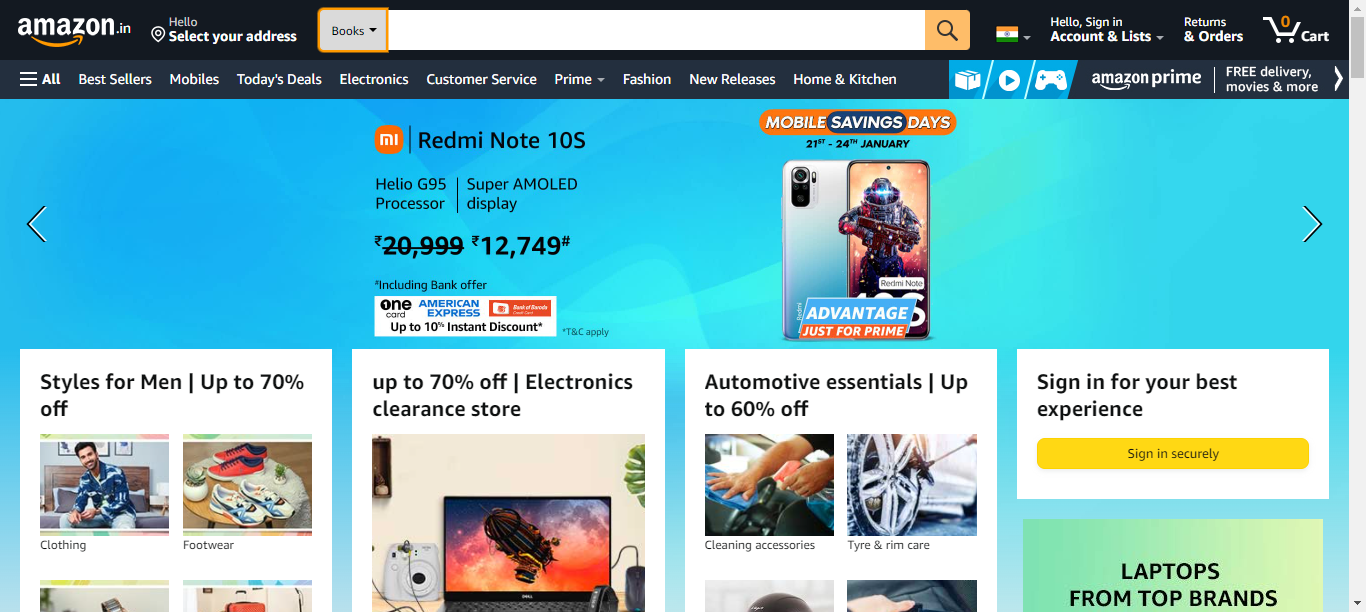 amazon.in
Hello
Select your address
Books
0
Hello, Sign in
Account & Lists
Returns
& Orders
Cart
All
Best Sellers
Mobiles
Today's Deals
Electronics
Customer Service
Prime
Fashion
New Releases
Home & Kitchen
amazon prime
FREE delivery,
movies & more
mi
Redmi Note 10S
Helio G95
Processor
Super AMOLED
display
₹20,999 ₹12,749#
#Including Bank offer
one
card
AMERICAN
EXPRESS
Bank of Baroda
Credit Card
Up to 10% Instant Discount*
*T&C apply
MOBILE SAVINGS DAYS
21ST - 24TH JANUARY
Redmi Note
Redmi
ADVANTAGE
JUST FOR PRIME
Styles for Men | Up to 70%
off
Clothing
Footwear
up to 70% off | Electronics
clearance store
DELL
Automotive essentials | Up
to 60% off
Cleaning accessories
Tyre & rim care
Sign in for your best
experience
Sign in securely
LAPTOPS
FROM TOP BRANDS